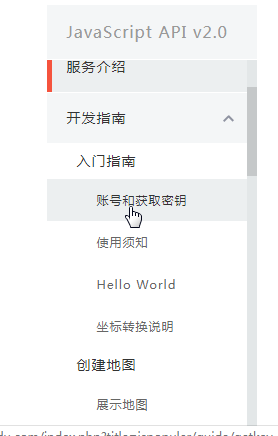 JavaScript API v2.0
服务介绍
开发指南
入门指南
账号和获取密钥
使用须知
Hello World
坐标转换说明
创建地图
展示地图